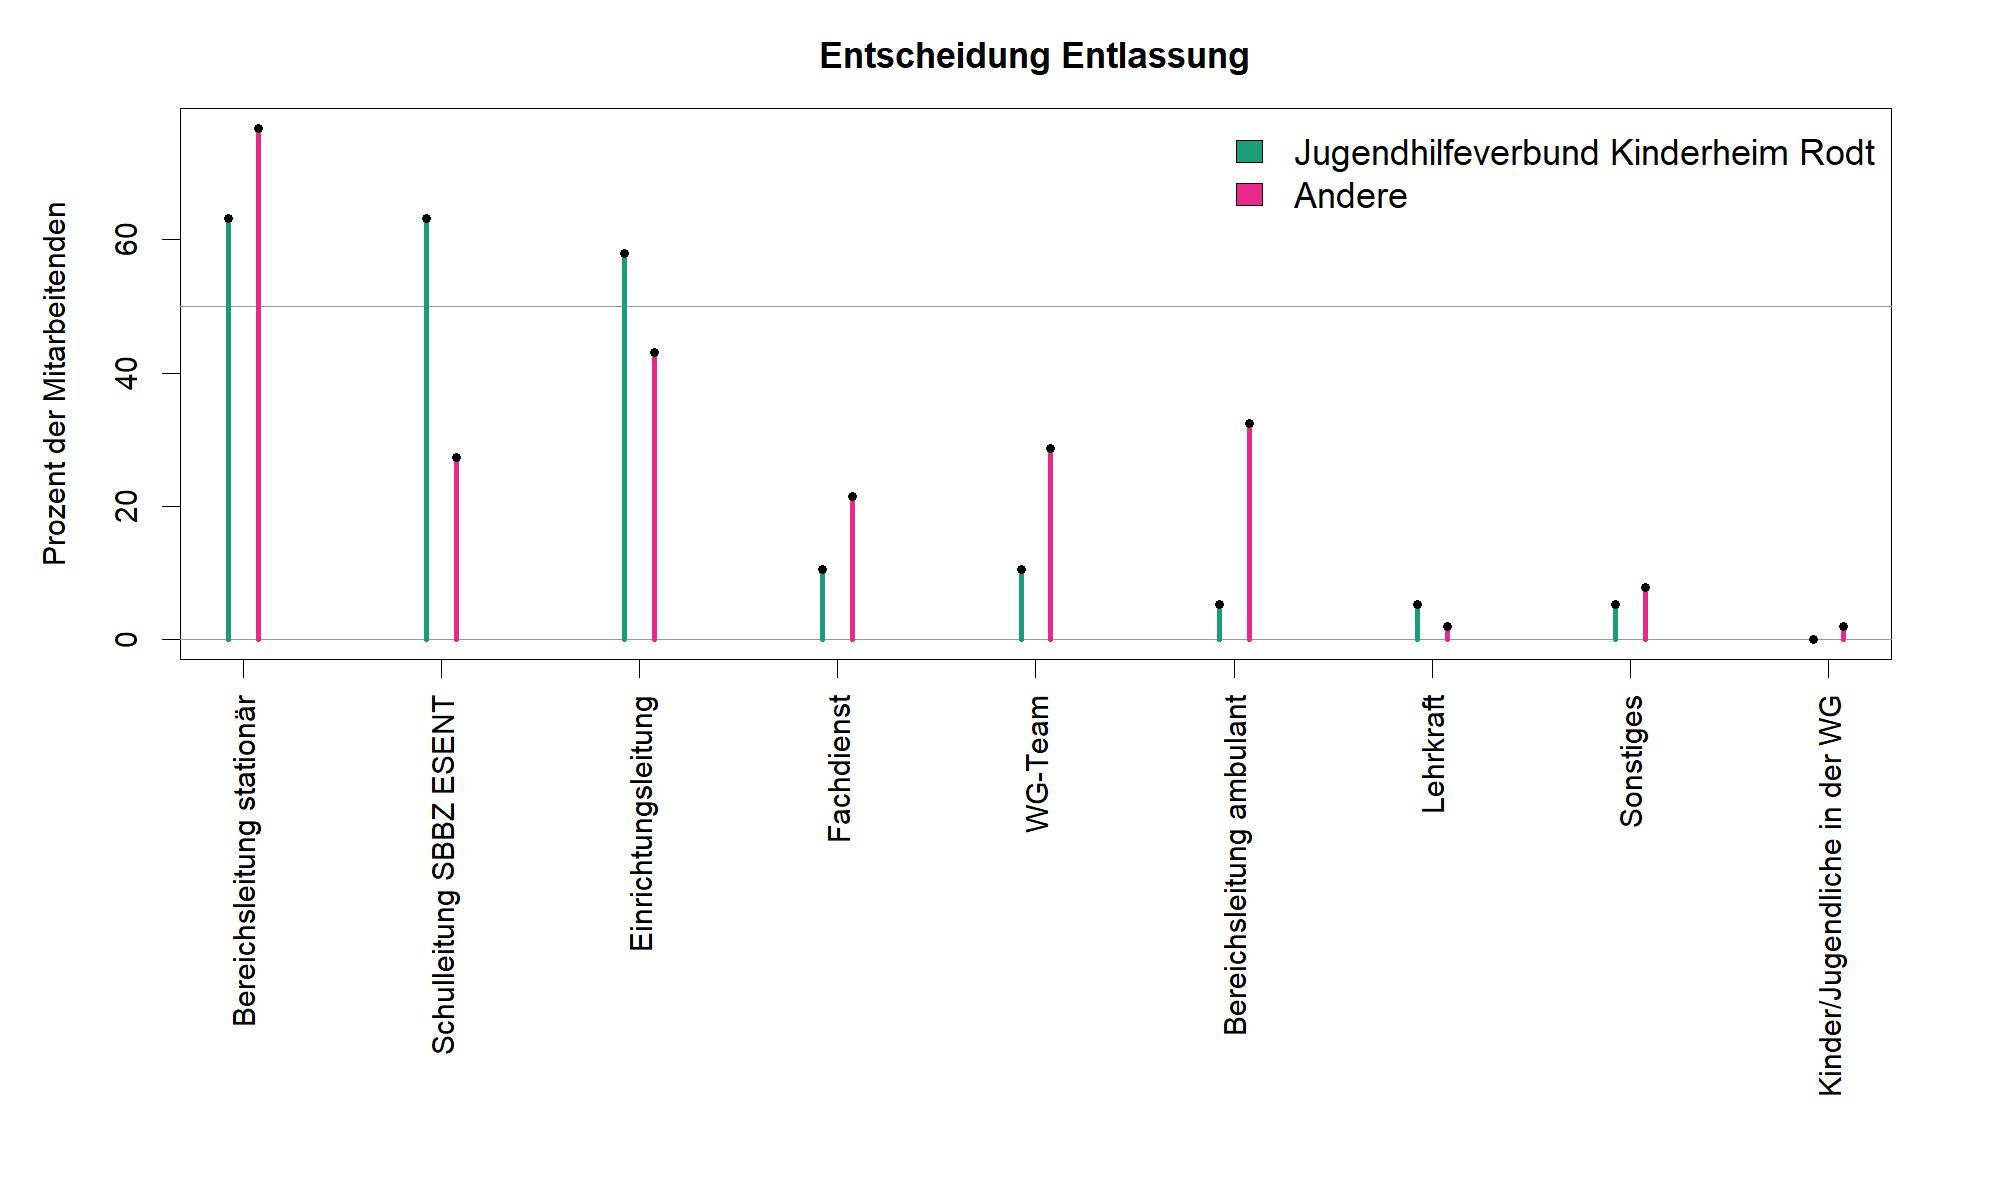 Entscheidung Entlassung
Jugendhilfeverbund Kinderheim Rodt
Andere
Prozent der Mitarbeitenden
60
40
20
0
Bereichsleitung stationär
Schulleitung SBBZ ESENT
Einrichtungsleitung
Fachdienst
WG-Team
Bereichsleitung ambulant
Lehrkraft
Sonstiges
Kinder/Jugendliche in der WG